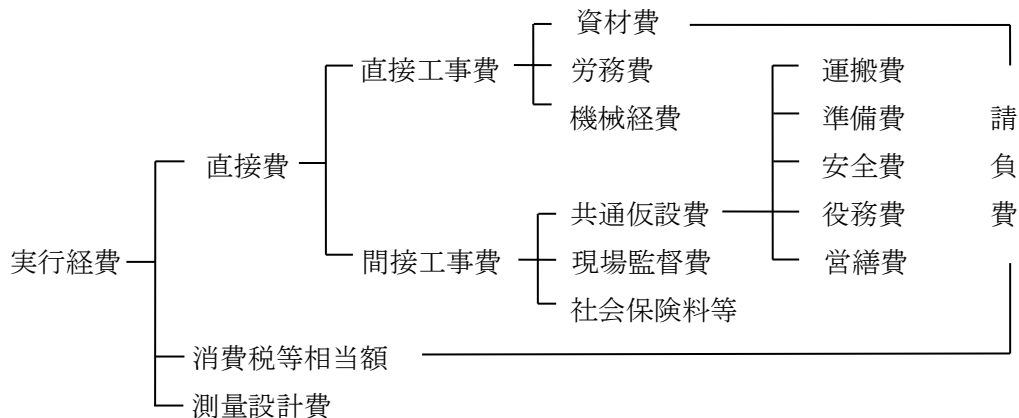 資材費
直接工事費 労務費 運搬費
機械経費 準備費 請
直接費 安全費 負
共通仮設費 役務費 費
実行経費 間接工事費 現場監督費 営繕費
社会保険料等
消費税等相当額
測量設計費